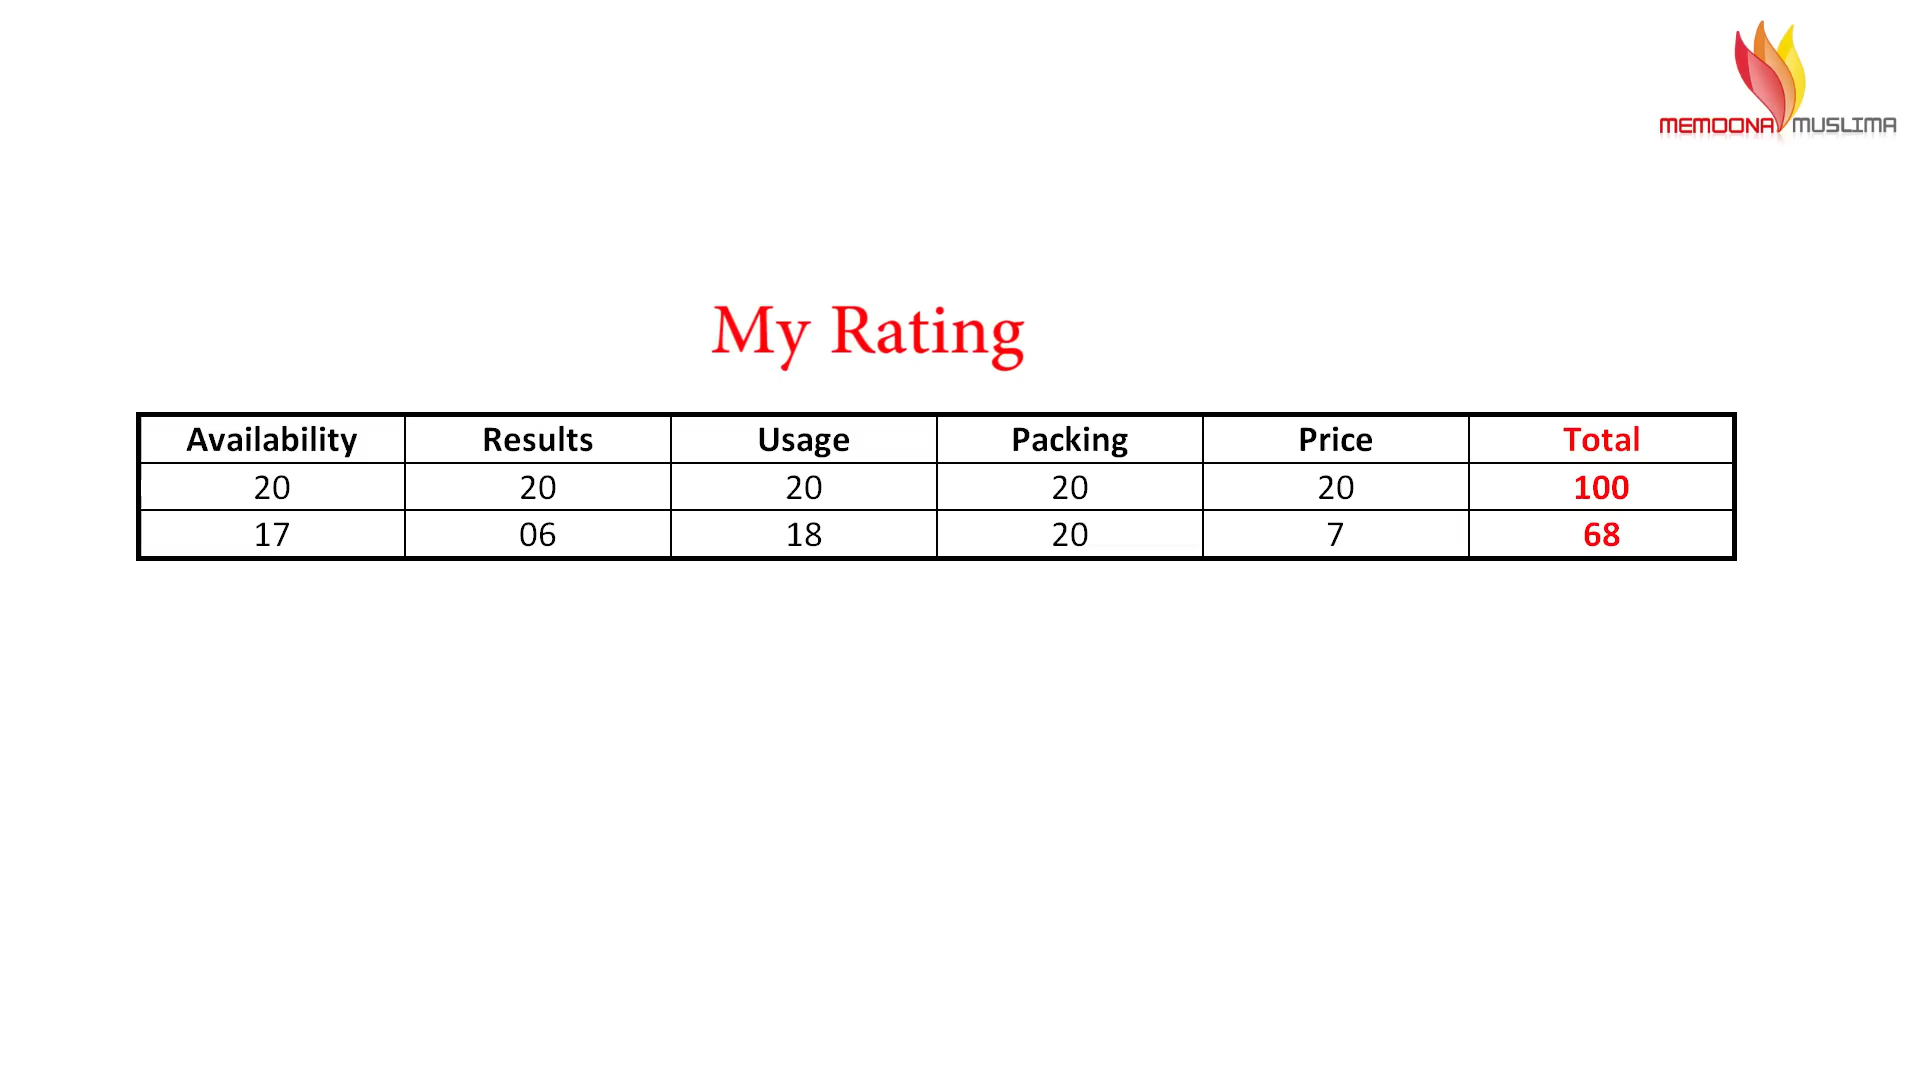 MEMOONA MUSLIMA
My Rating
Availability Results Usage Packing Price Total
20 20 20 20 20 100
17 06 18 20 7 68